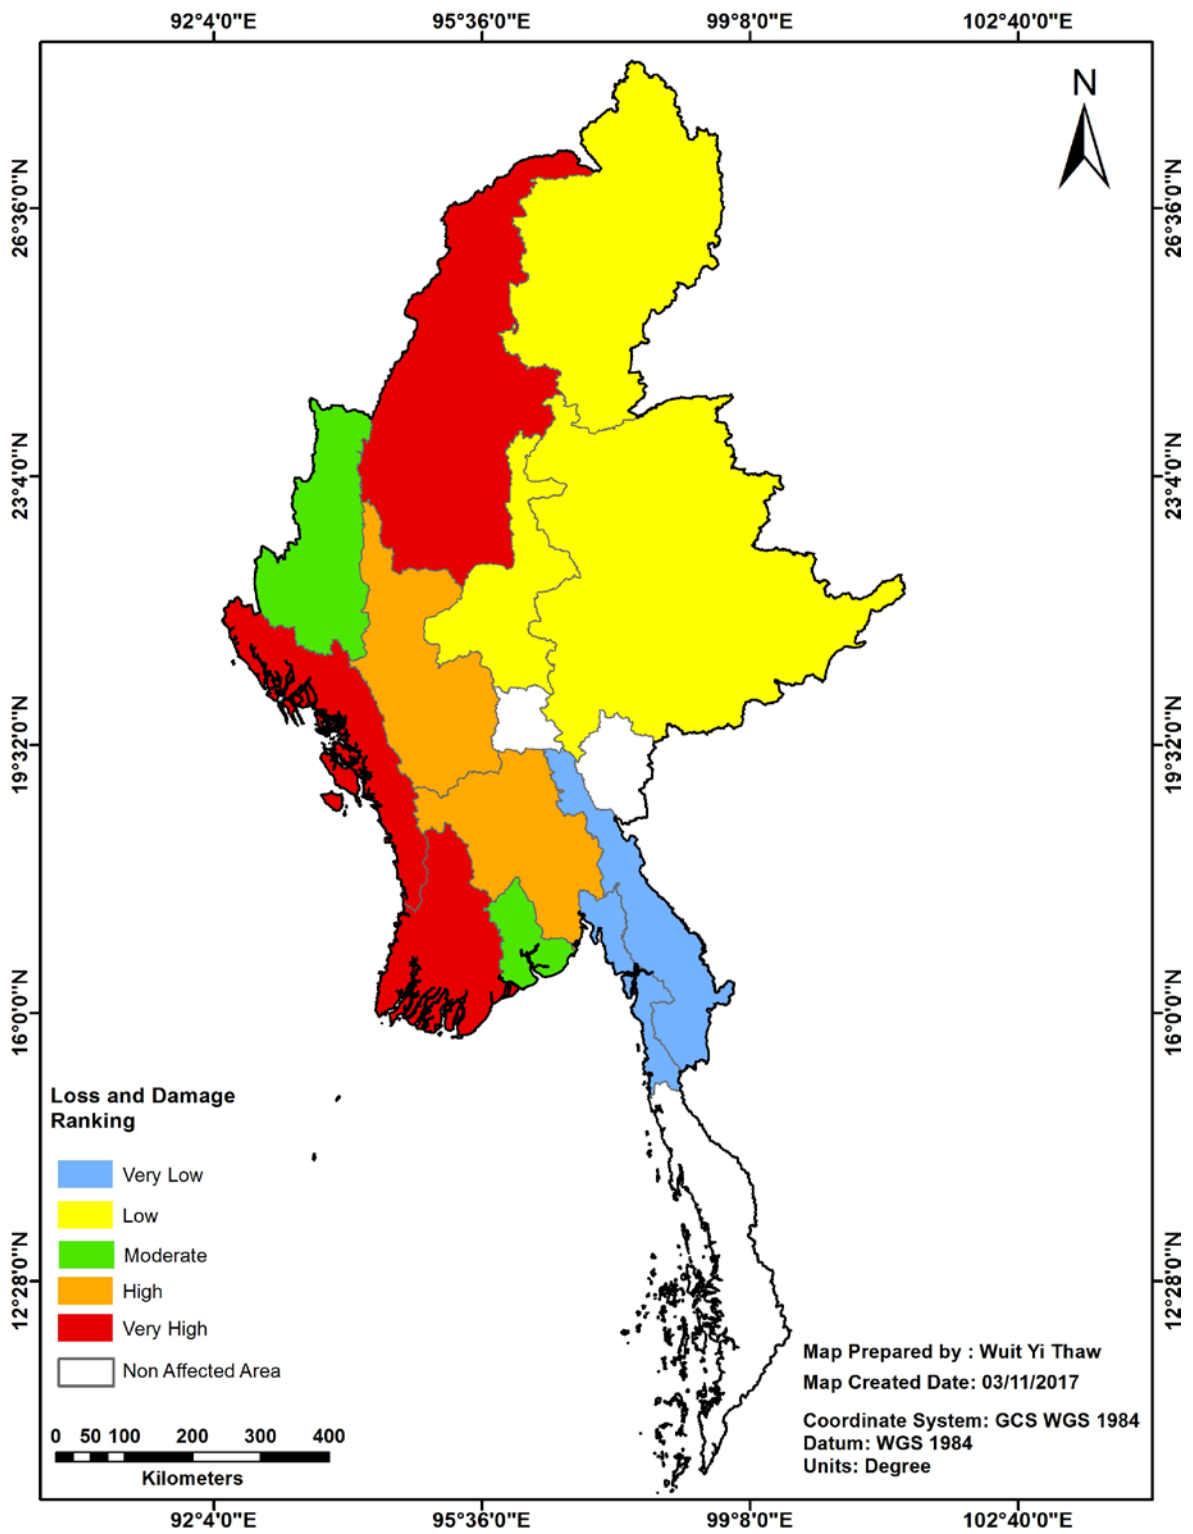 92°4'0"E 95°36'0"E 99°8'0"E 102°40'0"E
N
26°36'0"N 26°36'0"N
23°4'0"N 23°4'0"N
19°32'0"N 19°32'0"N
16°0'0"N 16°0'0"N
12°28'0"N 12°28'0"N
Loss and Damage
Ranking
Very Low
Low
Moderate
High
Very High
Non Affected Area
0 50 100 200 300 400
Kilometers
Map Prepared by : Wuit Yi Thaw
Map Created Date: 03/11/2017
Coordinate System: GCS WGS 1984
Datum: WGS 1984
Units: Degree
92°4'0"E 95°36'0"E 99°8'0"E 102°40'0"E